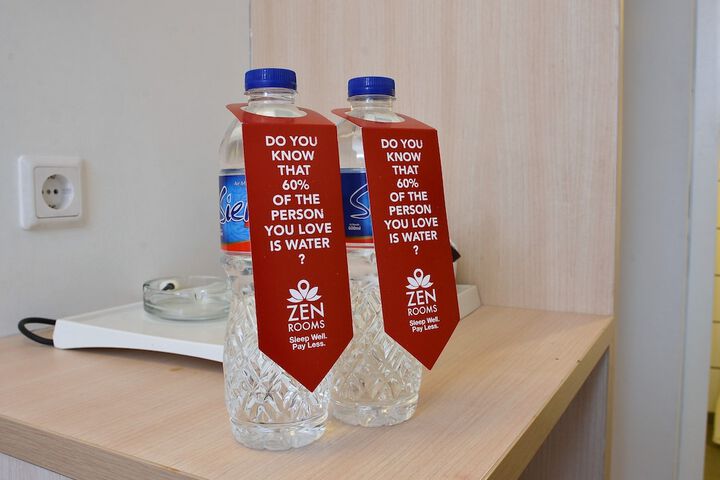 DO YOU
KNOW
THAT
60%
OF THE
PERSON
YOU LOVE
IS WATER
?
ZEN
ROOMS
Sleep Well.
Pay Less.
DO YOU
KNOW
THAT
60%
OF THE
PERSON
YOU LOVE
IS WATER
?
ZEN
ROOMS
Sleep Well.
Pay Less.
600ml